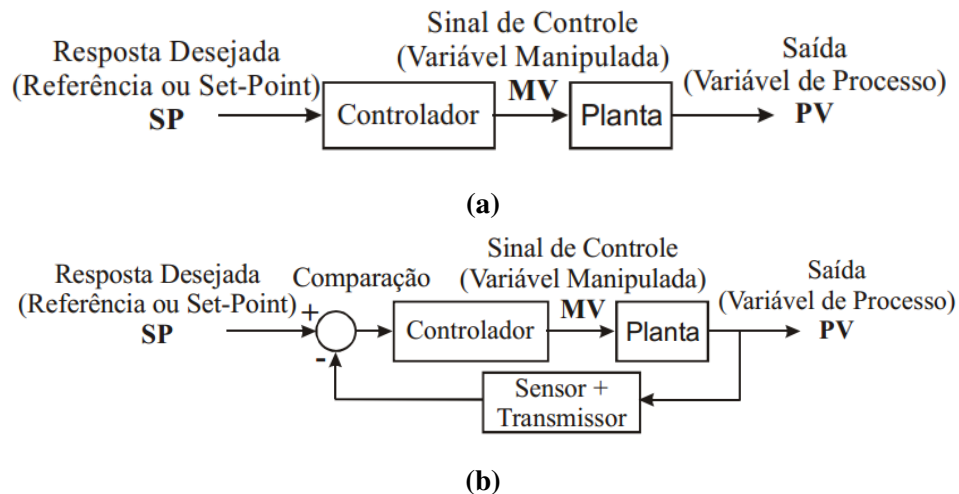 Sinal de Controle
(Variável Manipulada)
MV
Resposta Desejada
(Referência ou Set-Point)
SP
Controlador
Planta
Saída
(Variável de Processo)
PV
(a)
Resposta Desejada
(Referência ou Set-Point)
SP
Comparação
+
-
Sinal de Controle
(Variável Manipulada)
MV
Controlador
Planta
Saída
(Variável de Processo)
PV
Sensor +
Transmissor
(b)